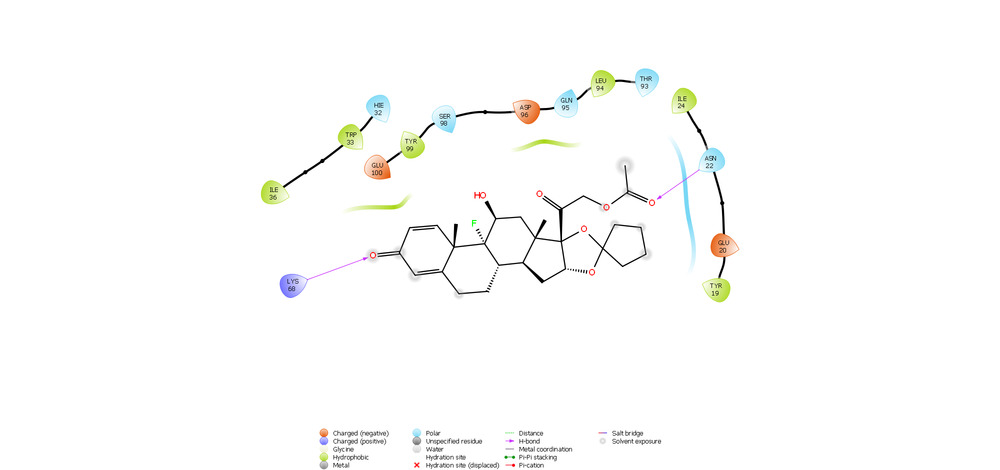 THR
93
LEU
94
GLN
95
ASP
96
SER
98
TYR
99
GLU
100
HIE
32
TRP
33
ILE
36
ILE
24
ASN
22
GLU
20
TYR
19
LYS
68
HO
F
O
O
O
O
O
O
Charged (negative)
Charged (positive)
Glycine
Hydrophobic
Metal
Polar
Unspecified residue
Water
Hydration site
Hydration site (displaced)
Distance
H-bond
Metal coordination
Pi-Pi stacking
Pi-cation
Salt bridge
Solvent exposure